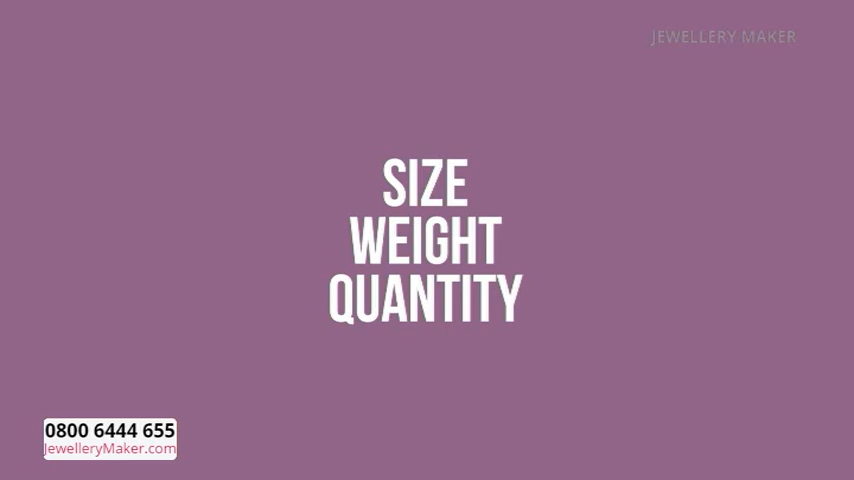 JEWELLERY MAKER
SIZE
WEIGHT
QUANTITY
0800 6444 655
JewelleryMaker.com